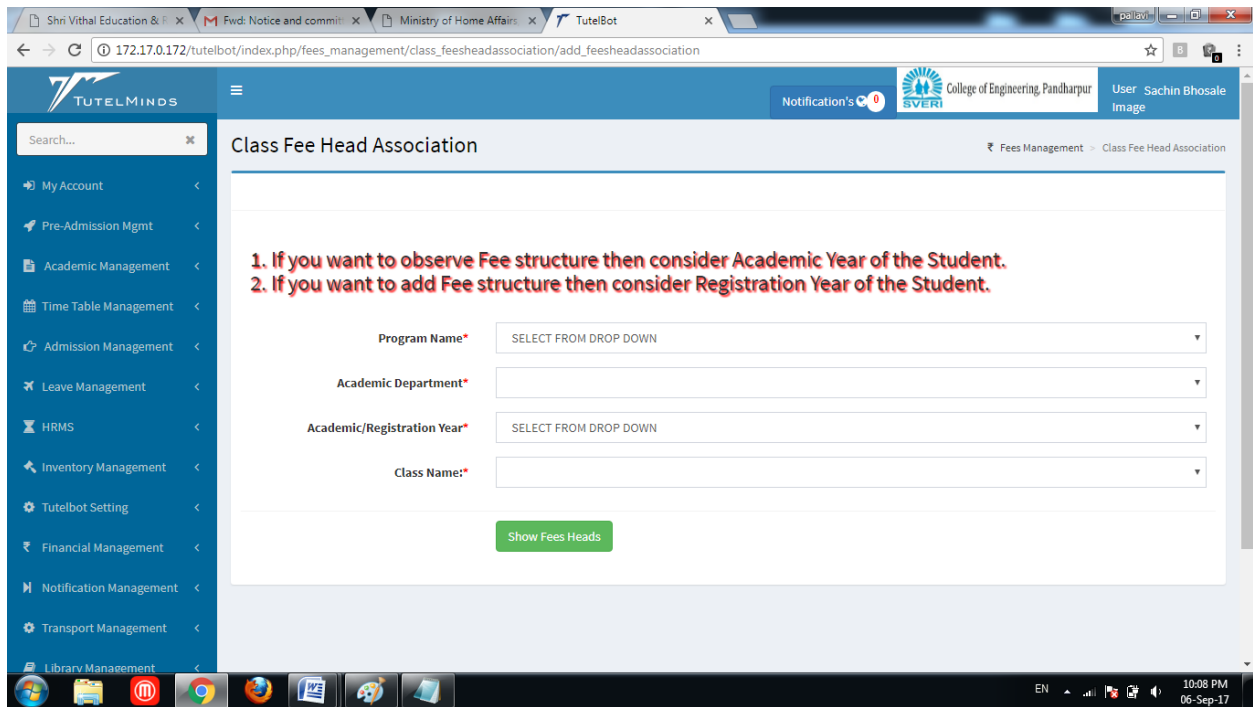 Shri Vithal Education & R
Fwd: Notice and committ
Ministry of Home Affairs
TutelBot
pallavi
172.17.0.172/tutelbot/index.php/fees_management/class_feesheadassociation/add_feesheadassociation
TUTELMINDS
Notification's 0
SVERI
College of Engineering, Pandharpur
User Image
Sachin Bhosale
Search...
Class Fee Head Association
₹ Fees Management > Class Fee Head Association
My Account
Pre-Admission Mgmt
Academic Management
Time Table Management
Admission Management
Leave Management
HRMS
Inventory Management
Tutelbot Setting
₹ Financial Management
Notification Management
Transport Management
Library Management
1. If you want to observe Fee structure then consider Academic Year of the Student.
2. If you want to add Fee structure then consider Registration Year of the Student.
Program Name* SELECT FROM DROP DOWN
Academic Department*
Academic/Registration Year* SELECT FROM DROP DOWN
Class Name:*
Show Fees Heads
EN
10:08 PM
06-Sep-17